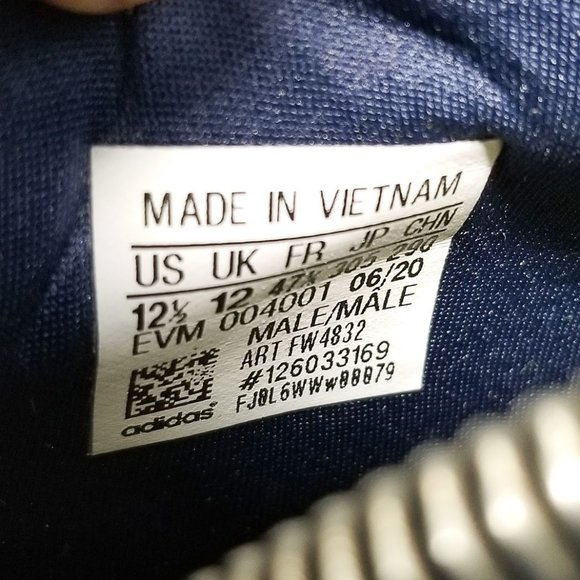 MADE IN VIETNAM
US UK FR JP CHN
12½ 12 47⅓ 305 290
EVM 004001 06/20
MALE/MÂLE
ART FW4832
#126033169
adidas®